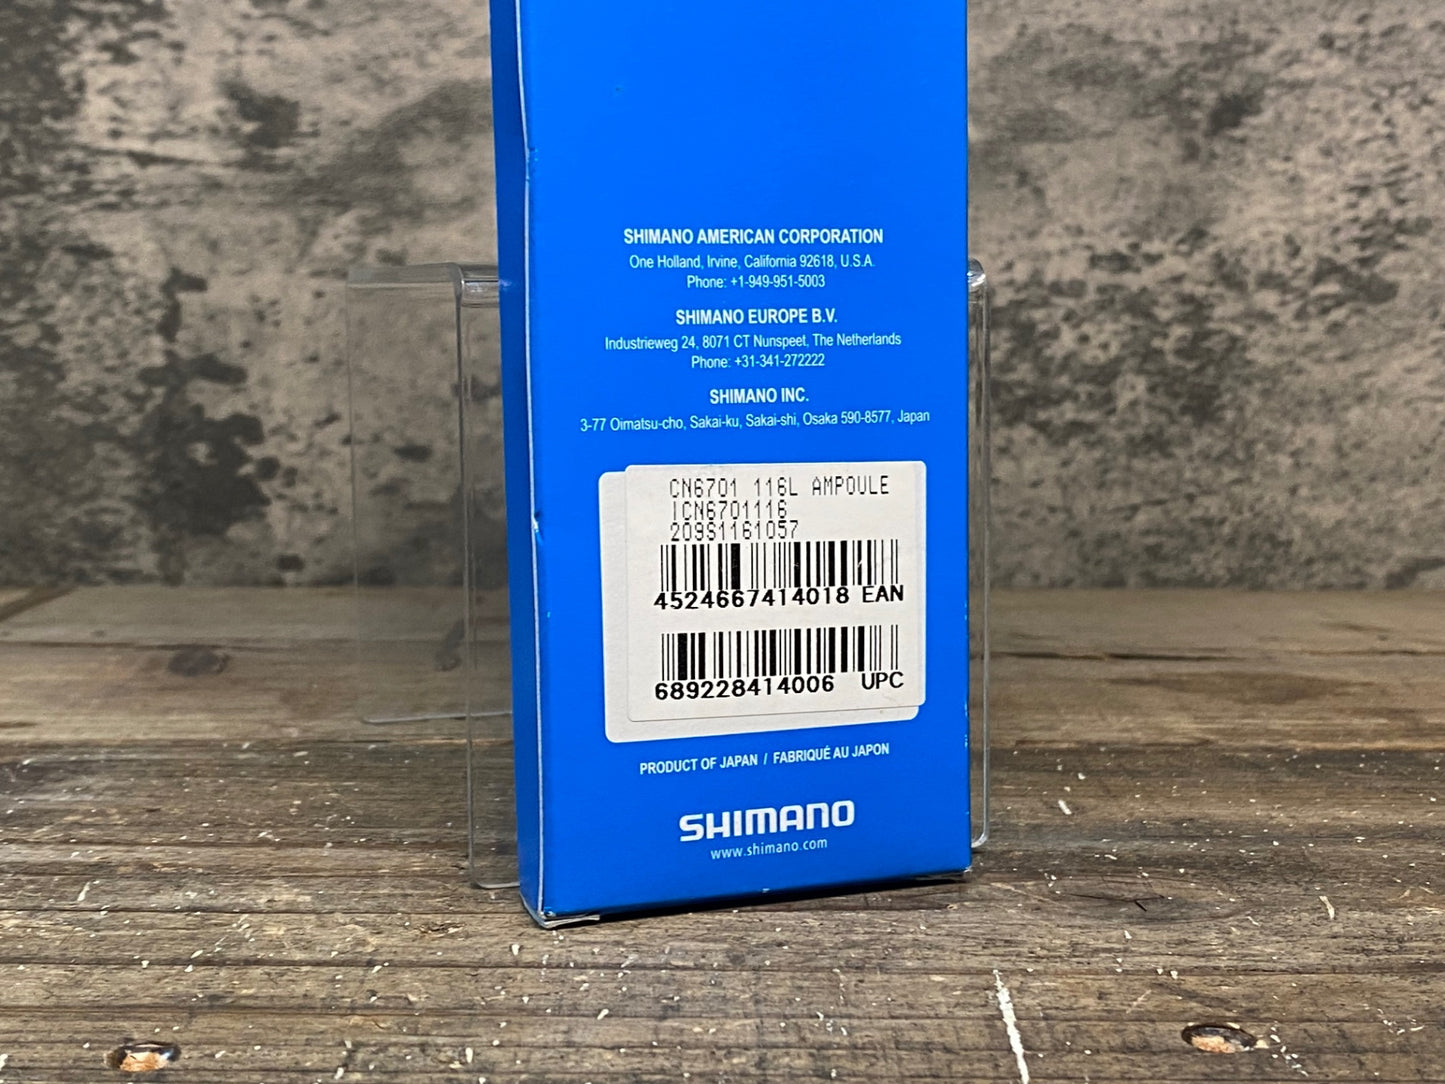 SHIMANO AMERICAN CORPORATION
One Holland, Irvine, California 92618, U.S.A.
Phone: +1-949-951-5003
SHIMANO EUROPE B.V.
Industrieweg 24, 8071 CT Nunspeet, The Netherlands
Phone: +31-341-272222
SHIMANO INC.
3-77 Oimatsu-cho, Sakai-ku, Sakai-shi, Osaka 590-8577, Japan
CN6701 116L AMPOULE
ICN6701116
209S1161057
4524667414018 EAN
689228414006 UPC
PRODUCT OF JAPAN / FABRIQUÉ AU JAPON
SHIMANO
www.shimano.com